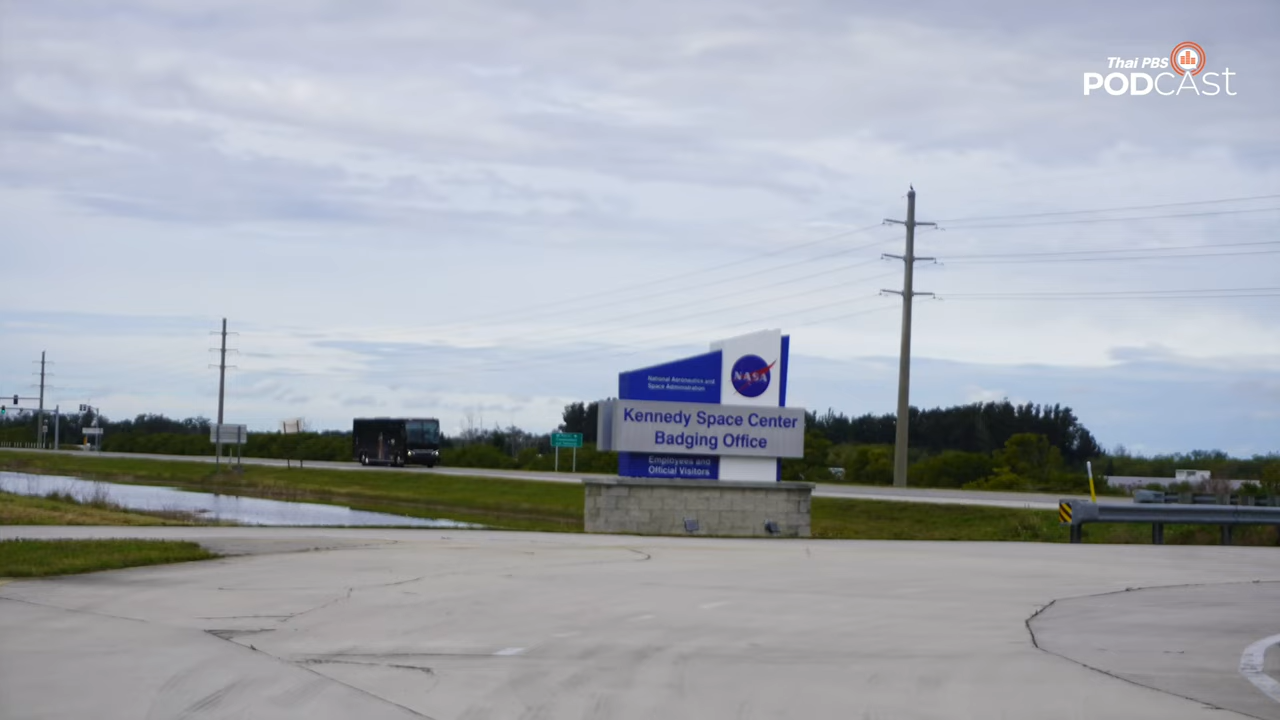 Thai PBS
PODCAST
National Aeronautics and
Space Administration
NASA
Kennedy Space Center
Badging Office
Employees and
Official Visitors